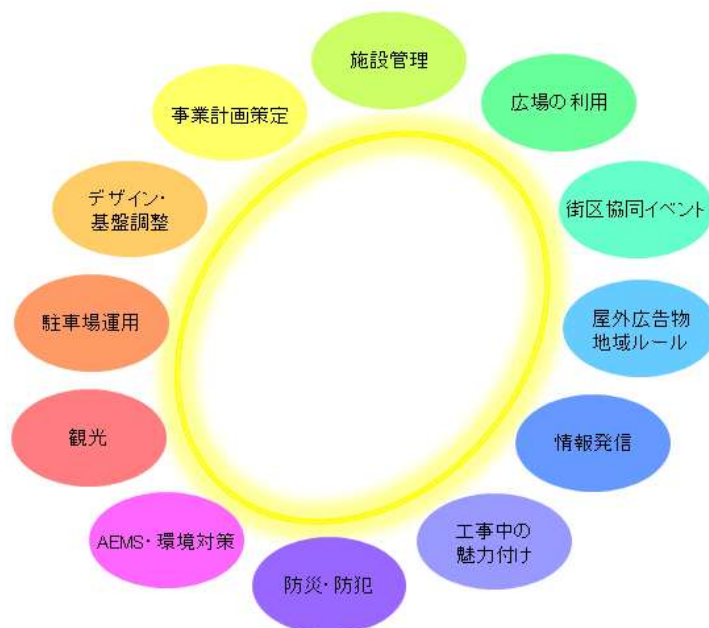 施設管理
広場の利用
街区協同イベント
屋外広告物
地域ルール
情報発信
工事中の
魅力付け
防災・防犯
AEMS・環境対策
観光
駐車場運用
デザイン・
基盤調整
事業計画策定